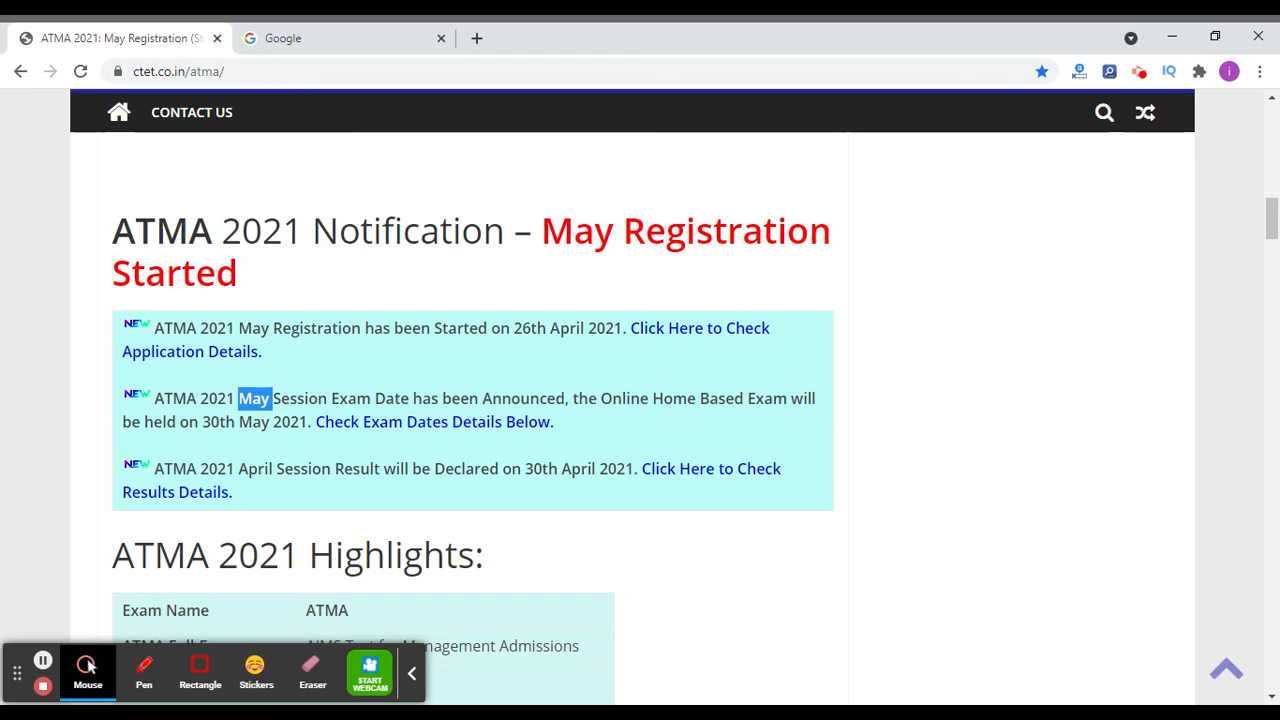 ATMA 2021: May Registration (St
Google
ctet.co.in/atma/
IQ
i
CONTACT US
ATMA 2021 Notification – May Registration
Started
NEW ATMA 2021 May Registration has been Started on 26th April 2021. Click Here to Check
Application Details.
NEW ATMA 2021 May Session Exam Date has been Announced, the Online Home Based Exam will
be held on 30th May 2021. Check Exam Dates Details Below.
NEW ATMA 2021 April Session Result will be Declared on 30th April 2021. Click Here to Check
Results Details.
ATMA 2021 Highlights:
Exam Name ATMA
Management Admissions
Mouse Pen Rectangle Stickers Eraser START
WEBCAM